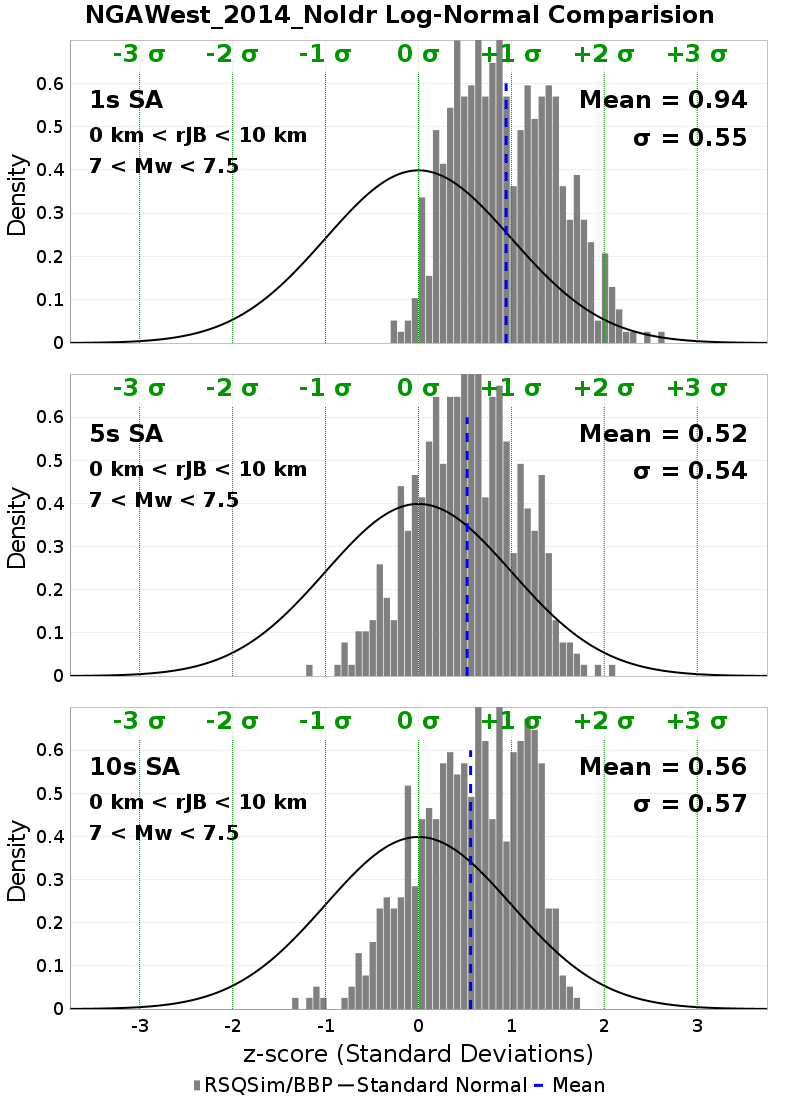 NGAWest_2014_NoIdr Log-Normal Comparision
-3 σ -2 σ -1 σ 0 σ +1 σ +2 σ +3 σ
1s SA Mean = 0.94
0 km < rJB < 10 km σ = 0.55
7 < Mw < 7.5
Density
0.6
0.5
0.4
0.3
0.2
0.1
0
-3 σ -2 σ -1 σ 0 σ +1 σ +2 σ +3 σ
5s SA Mean = 0.52
0 km < rJB < 10 km σ = 0.54
7 < Mw < 7.5
Density
0.6
0.5
0.4
0.3
0.2
0.1
0
-3 σ -2 σ -1 σ 0 σ +1 σ +2 σ +3 σ
10s SA Mean = 0.56
0 km < rJB < 10 km σ = 0.57
7 < Mw < 7.5
Density
0.6
0.5
0.4
0.3
0.2
0.1
0
-3 -2 -1 0 1 2 3
z-score (Standard Deviations)
RSQSim/BBP Standard Normal Mean